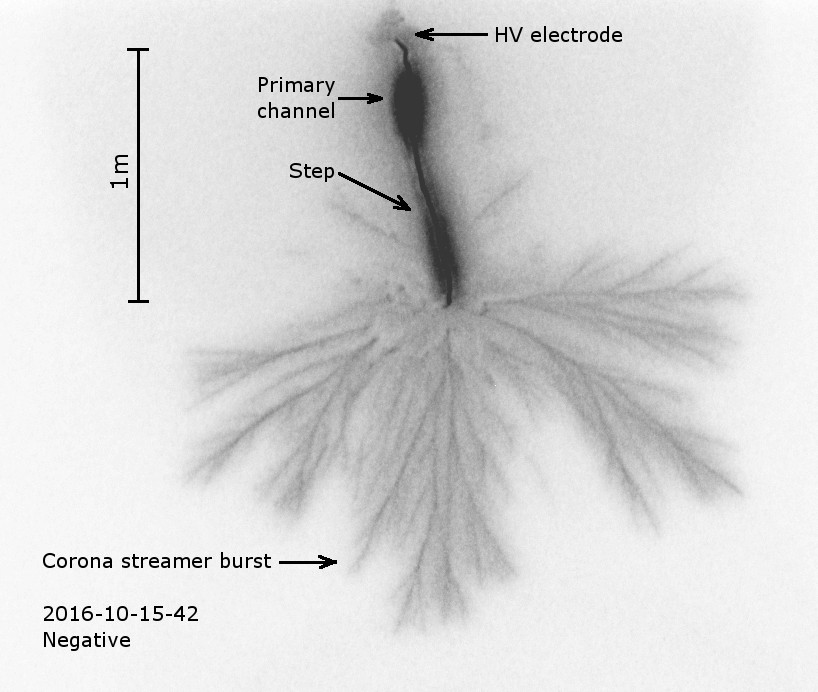 HV electrode
Primary
channel
Step
1m
Corona streamer burst
2016-10-15-42
Negative